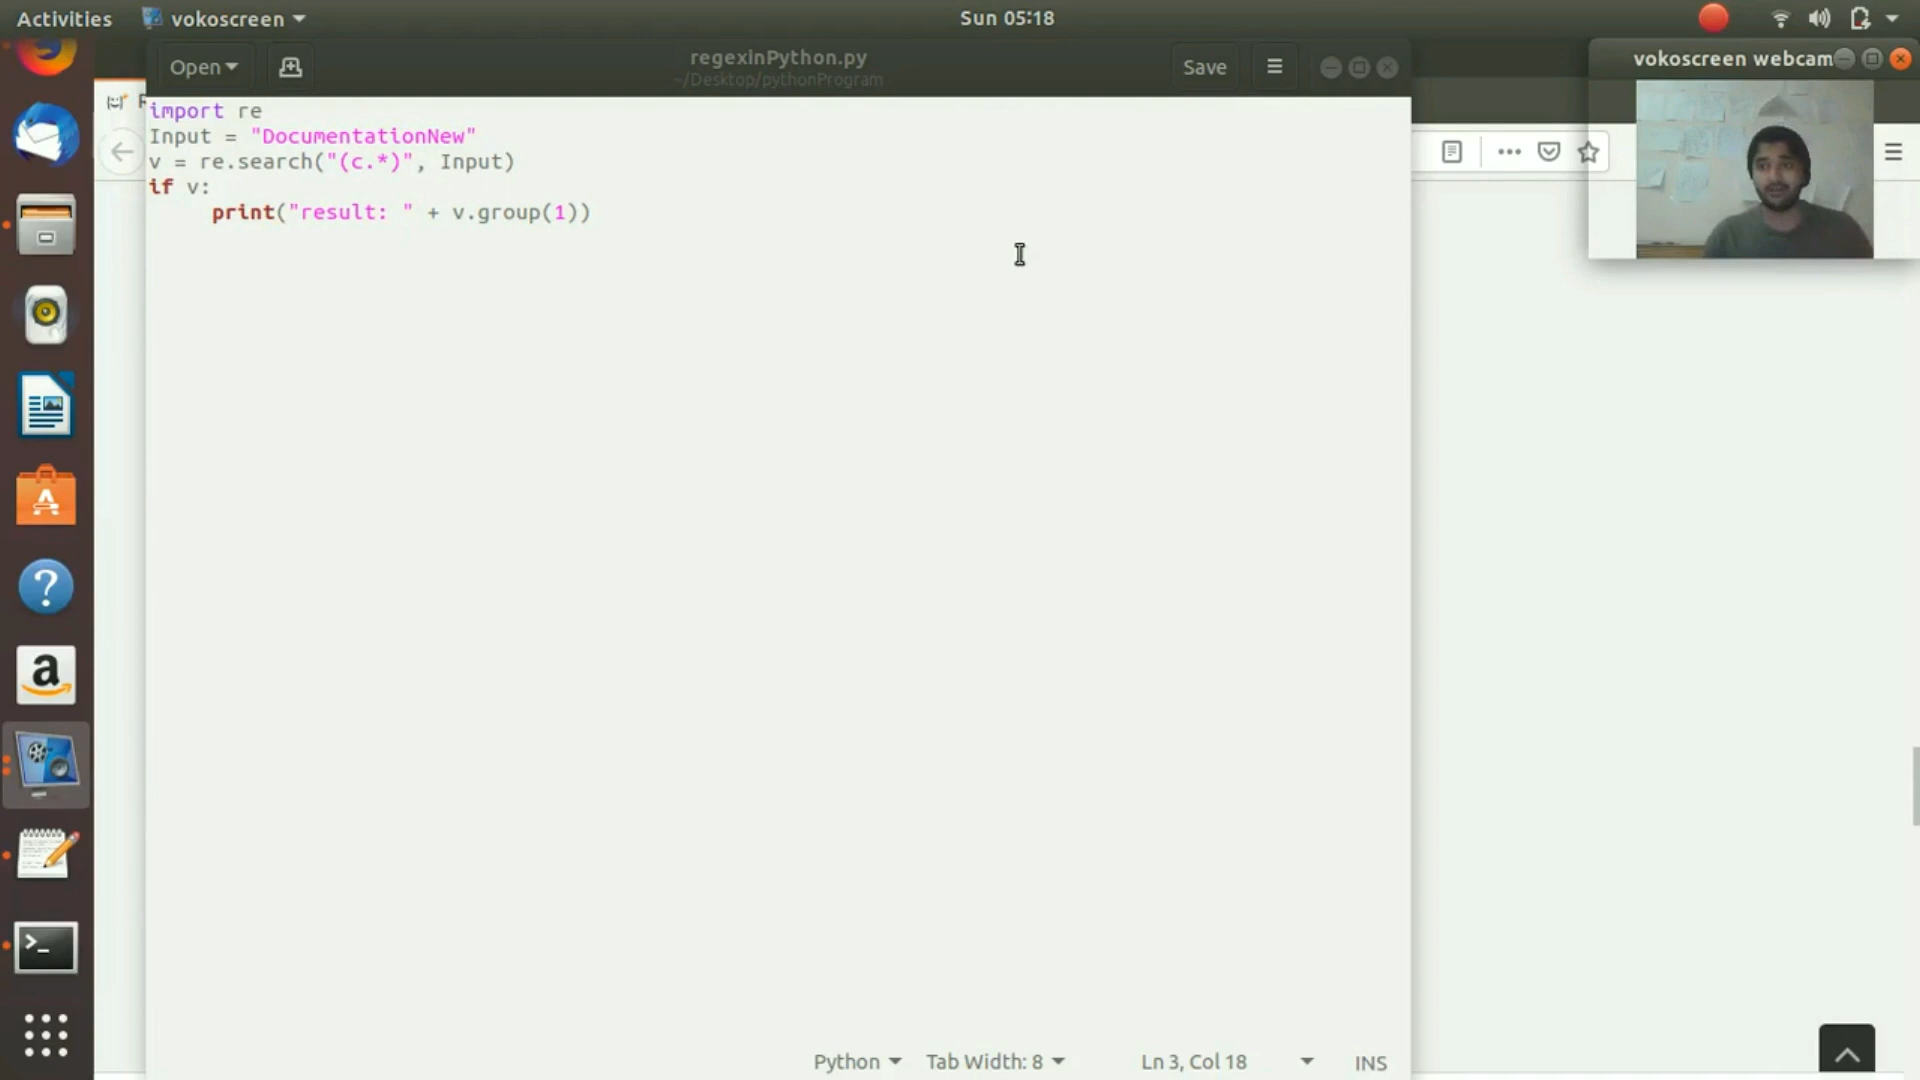 Activities vokoscreen Sun 05:18
Open regexinPython.py Save
~/Desktop/pythonProgram
vokoscreen webcam
import re
Input = "DocumentationNew"
v = re.search("(c.*)", Input)
if v:
print("result: " + v.group(1))
Python Tab Width: 8 Ln 3, Col 18 INS